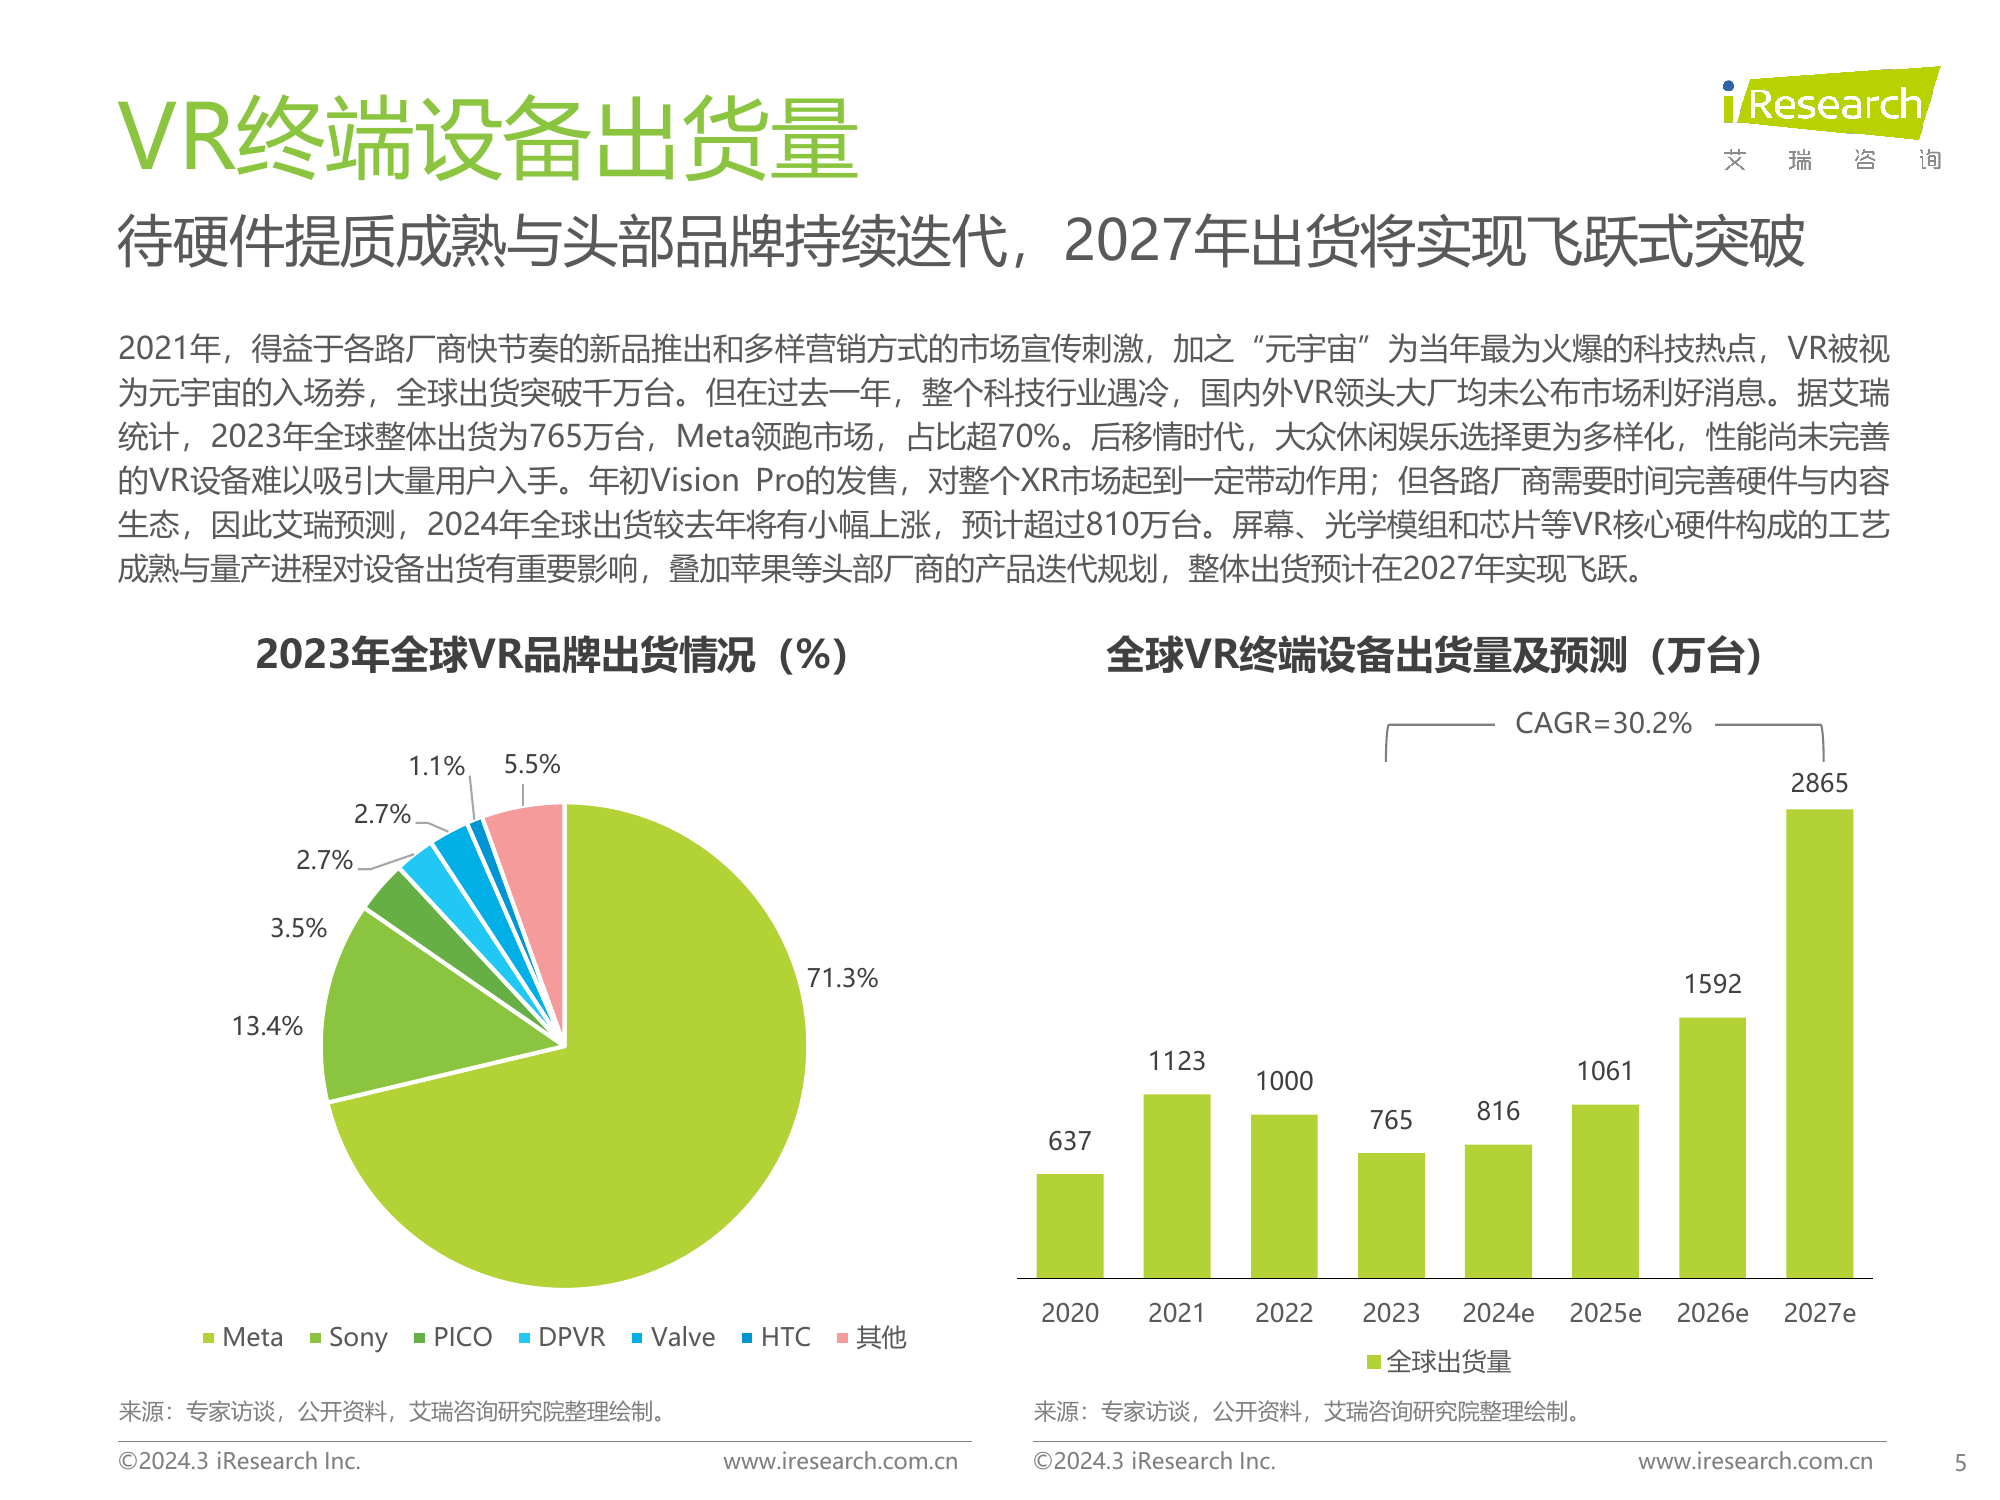 VR终端设备出货量
iResearch
艾瑞咨询
待硬件提质成熟与头部品牌持续迭代，2027年出货将实现飞跃式突破
2021年，得益于各路厂商快节奏的新品推出和多样营销方式的市场宣传刺激，加之“元宇宙”为当年最为火爆的科技热点，VR被视
为元宇宙的入场券，全球出货突破千万台。但在过去一年，整个科技行业遇冷，国内外VR领头大厂均未公布市场利好消息。据艾瑞
统计，2023年全球整体出货为765万台，Meta领跑市场，占比超70%。后移情时代，大众休闲娱乐选择更为多样化，性能尚未完善
的VR设备难以吸引大量用户入手。年初Vision Pro的发售，对整个XR市场起到一定带动作用；但各路厂商需要时间完善硬件与内容
生态，因此艾瑞预测，2024年全球出货较去年将有小幅上涨，预计超过810万台。屏幕、光学模组和芯片等VR核心硬件构成的工艺
成熟与量产进程对设备出货有重要影响，叠加苹果等头部厂商的产品迭代规划，整体出货预计在2027年实现飞跃。
2023年全球VR品牌出货情况（%）
1.1%
5.5%
2.7%
2.7%
3.5%
71.3%
13.4%
Meta Sony PICO DPVR Valve HTC 其他
来源：专家访谈，公开资料，艾瑞咨询研究院整理绘制。
©2024.3 iResearch Inc. www.iresearch.com.cn
全球VR终端设备出货量及预测（万台）
CAGR=30.2%
637 1123 1000 765 816 1061 1592 2865
2020 2021 2022 2023 2024e 2025e 2026e 2027e
全球出货量
来源：专家访谈，公开资料，艾瑞咨询研究院整理绘制。
©2024.3 iResearch Inc. www.iresearch.com.cn
5